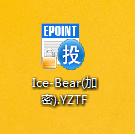 EPOINT
投
Ice-Bear(加
密).YZTF